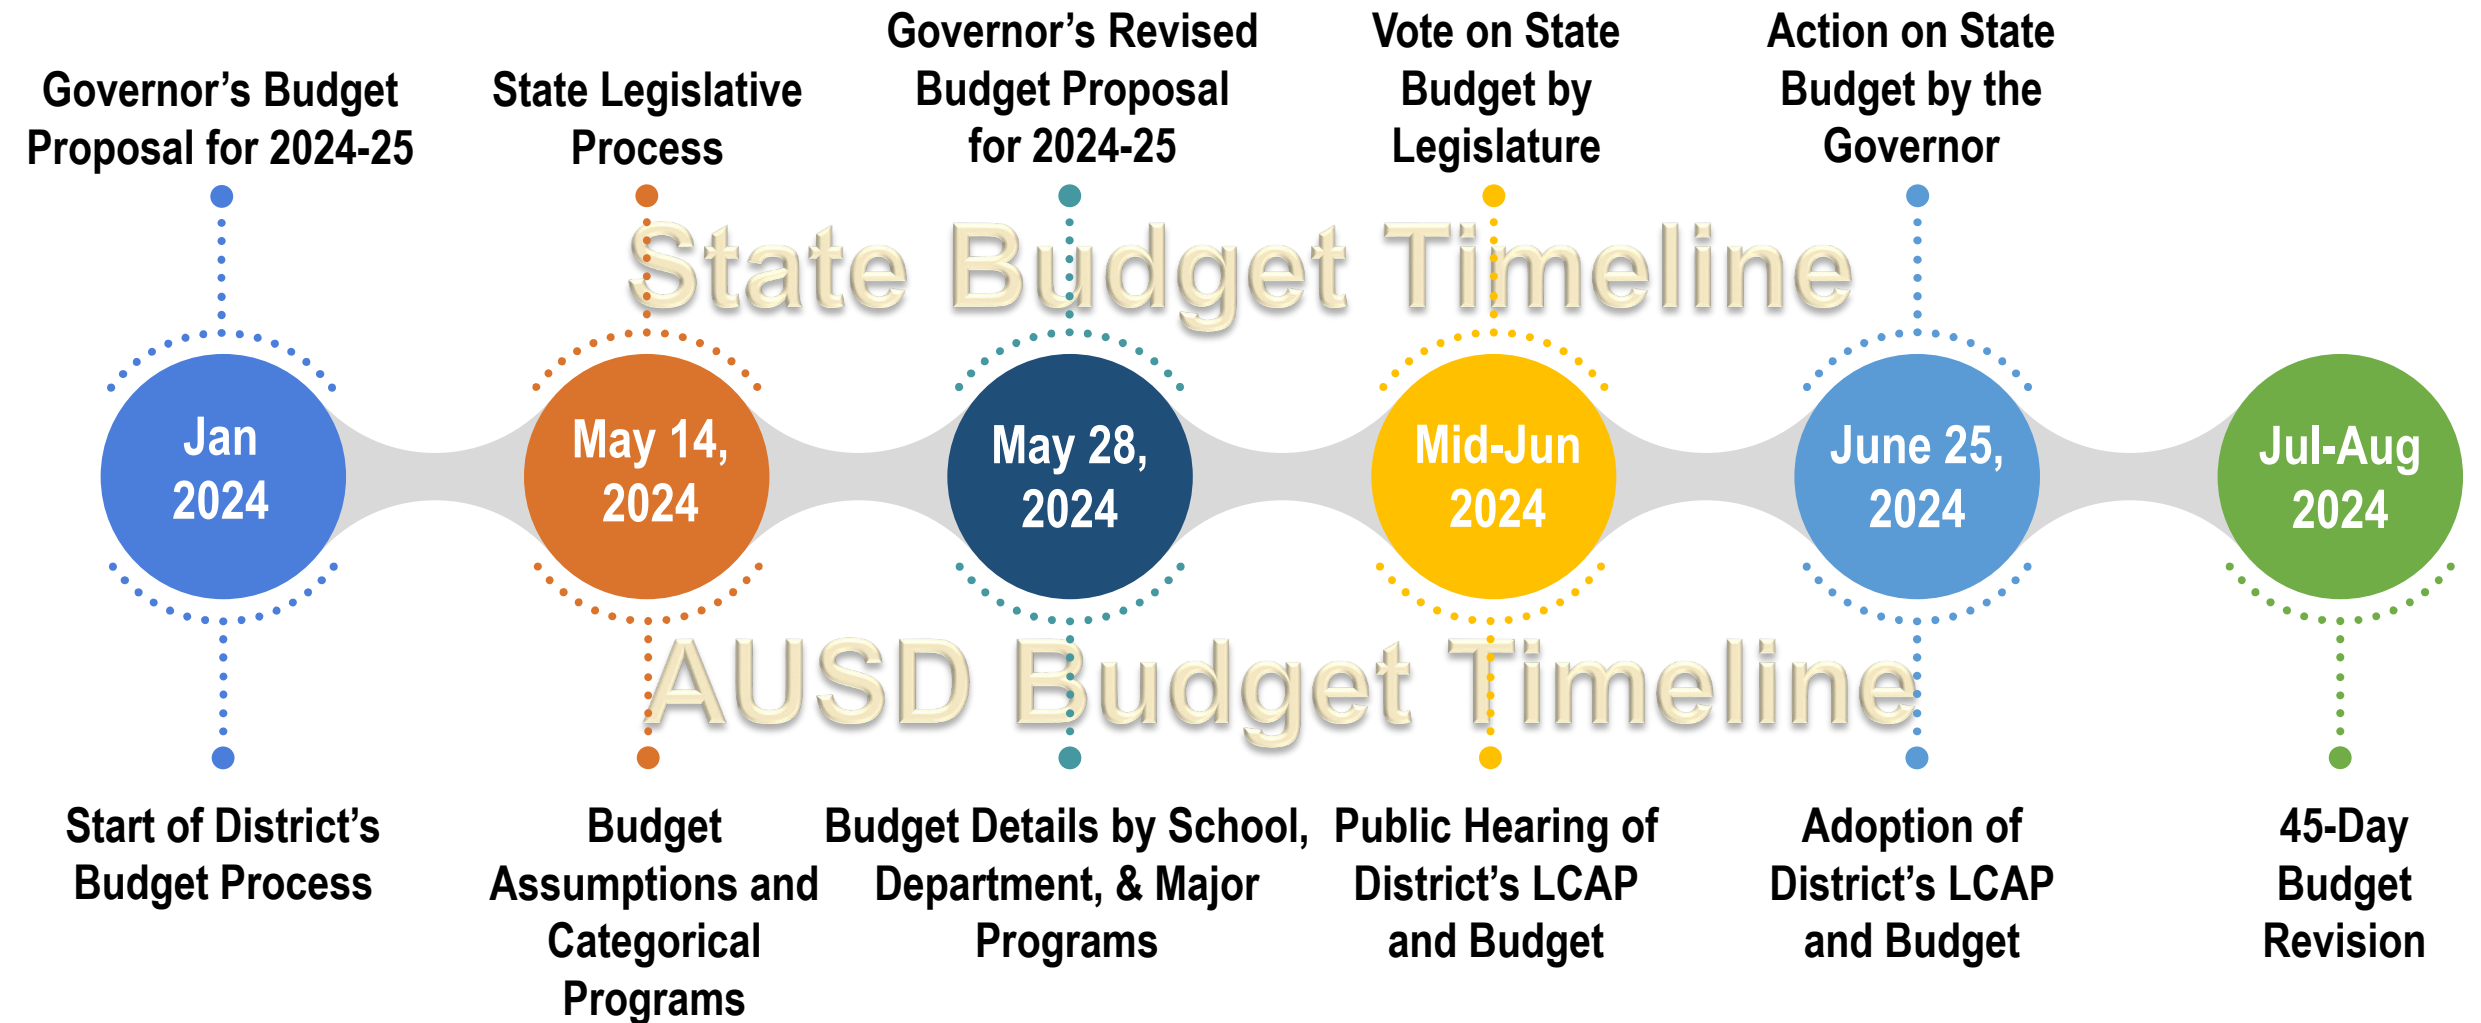 Governor’s Budget
Proposal for 2024-25
State Legislative
Process
Governor’s Revised
Budget Proposal
for 2024-25
Vote on State
Budget by
Legislature
Action on State
Budget by the
Governor
State Budget Timeline
Jan
2024
May 14,
2024
May 28,
2024
Mid-Jun
2024
June 25,
2024
Jul-Aug
2024
AUSD Budget Timeline
Start of District’s
Budget Process
Budget
Assumptions and
Categorical
Programs
Budget Details by School,
Department, & Major
Programs
Public Hearing of
District’s LCAP
and Budget
Adoption of
District’s LCAP
and Budget
45-Day
Budget
Revision